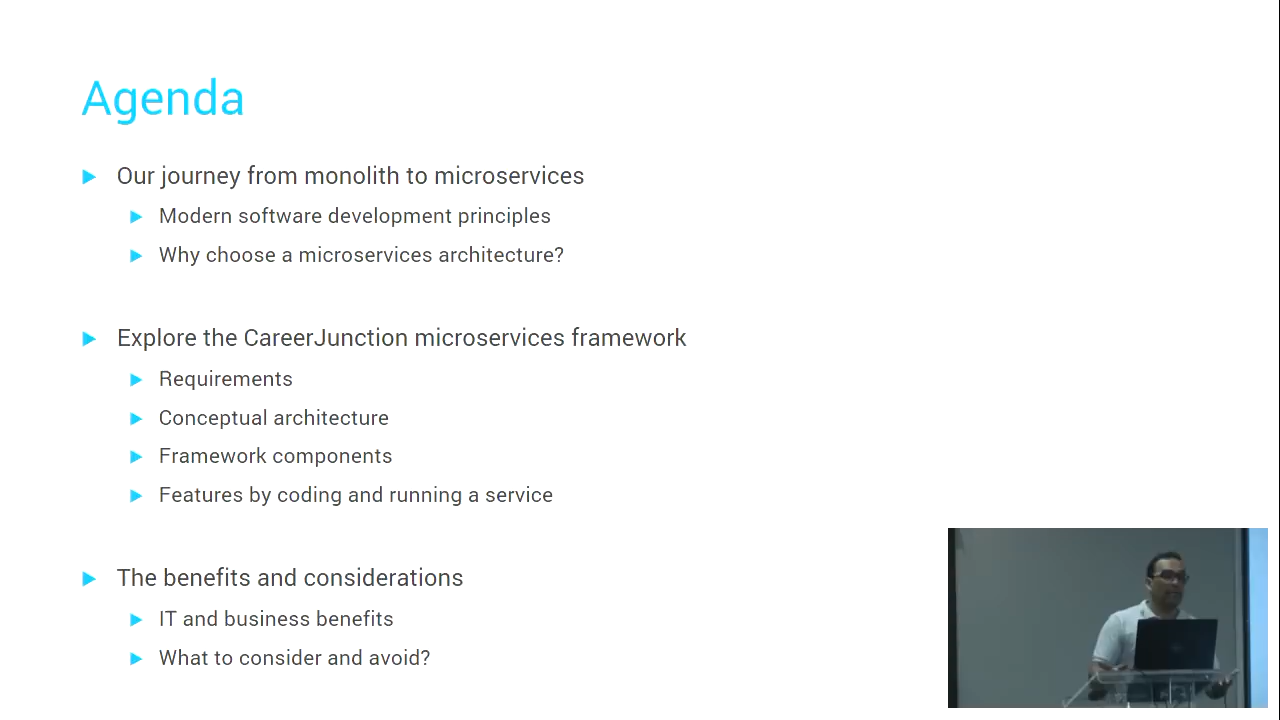 Agenda
Our journey from monolith to microservices
Modern software development principles
Why choose a microservices architecture?
Explore the CareerJunction microservices framework
Requirements
Conceptual architecture
Framework components
Features by coding and running a service
The benefits and considerations
IT and business benefits
What to consider and avoid?